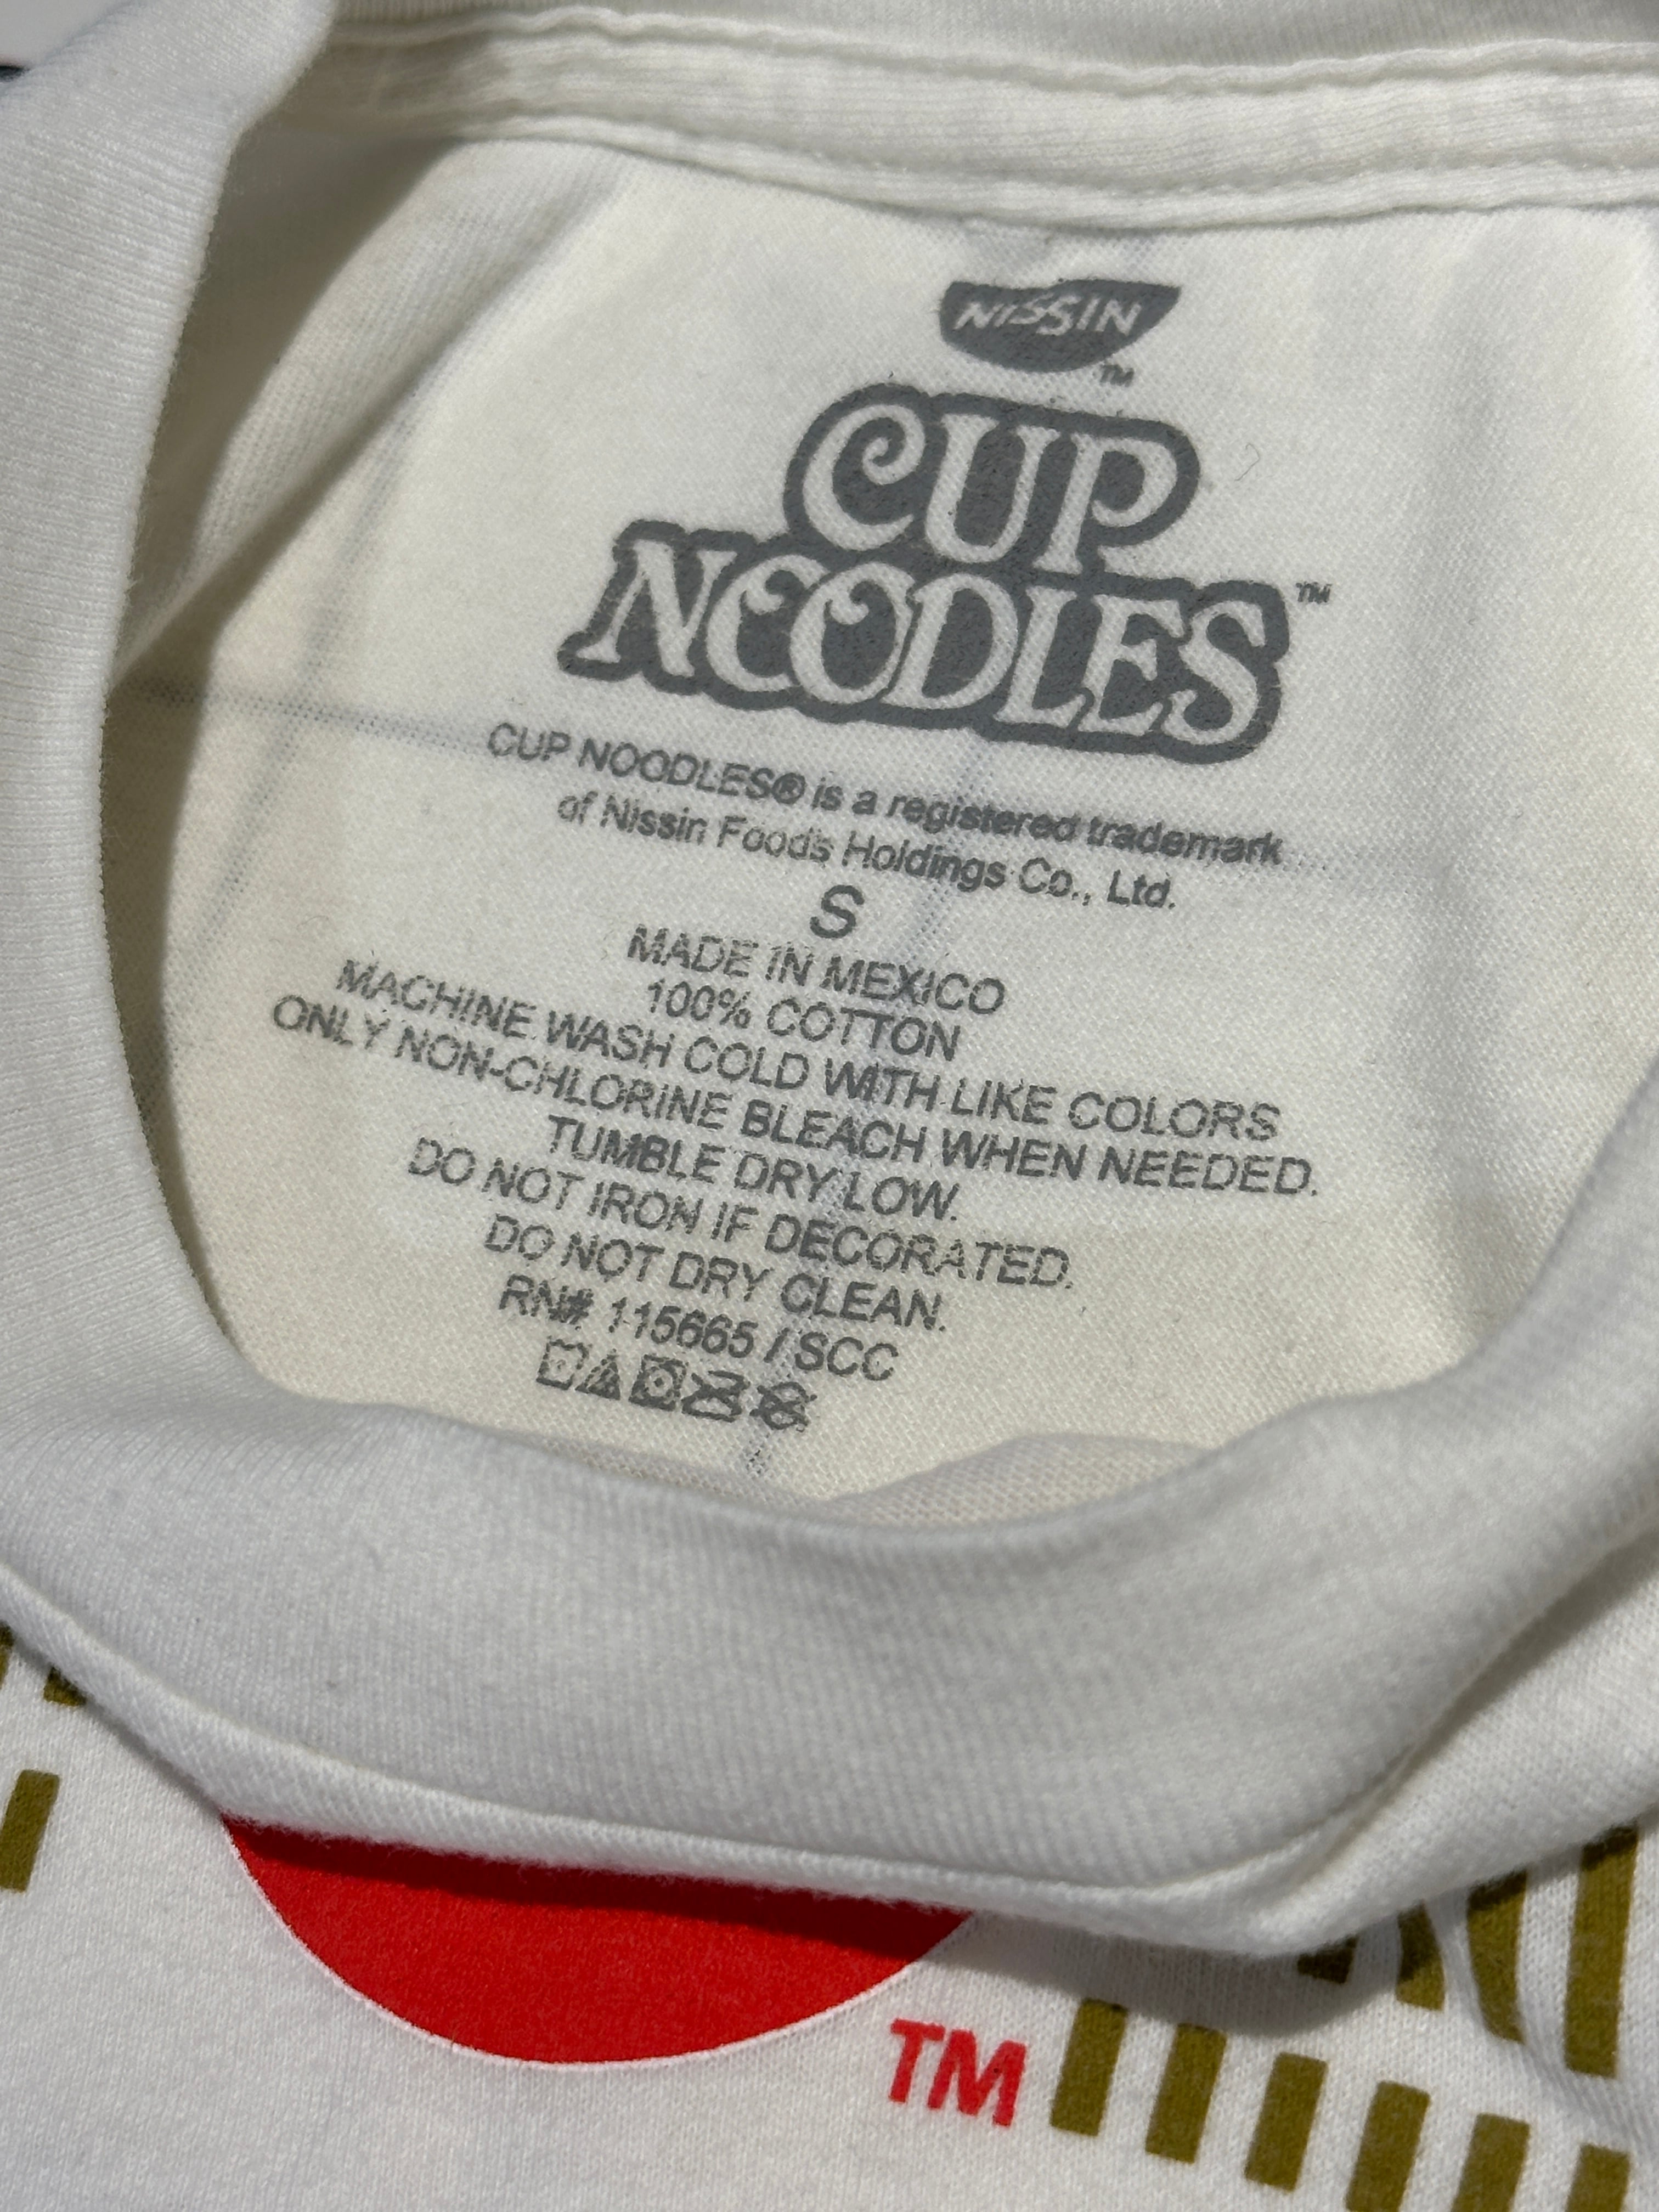 NISSIN
TM
CUP
NOODLES
TM
CUP NOODLES® is a registered trademark
of Nissin Foods Holdings Co., Ltd.
S
MADE IN MEXICO
100% COTTON
MACHINE WASH COLD WITH LIKE COLORS
ONLY NON-CHLORINE BLEACH WHEN NEEDED.
TUMBLE DRY LOW.
DO NOT IRON IF DECORATED.
DO NOT DRY CLEAN.
RN# 115665 / SCC
TM